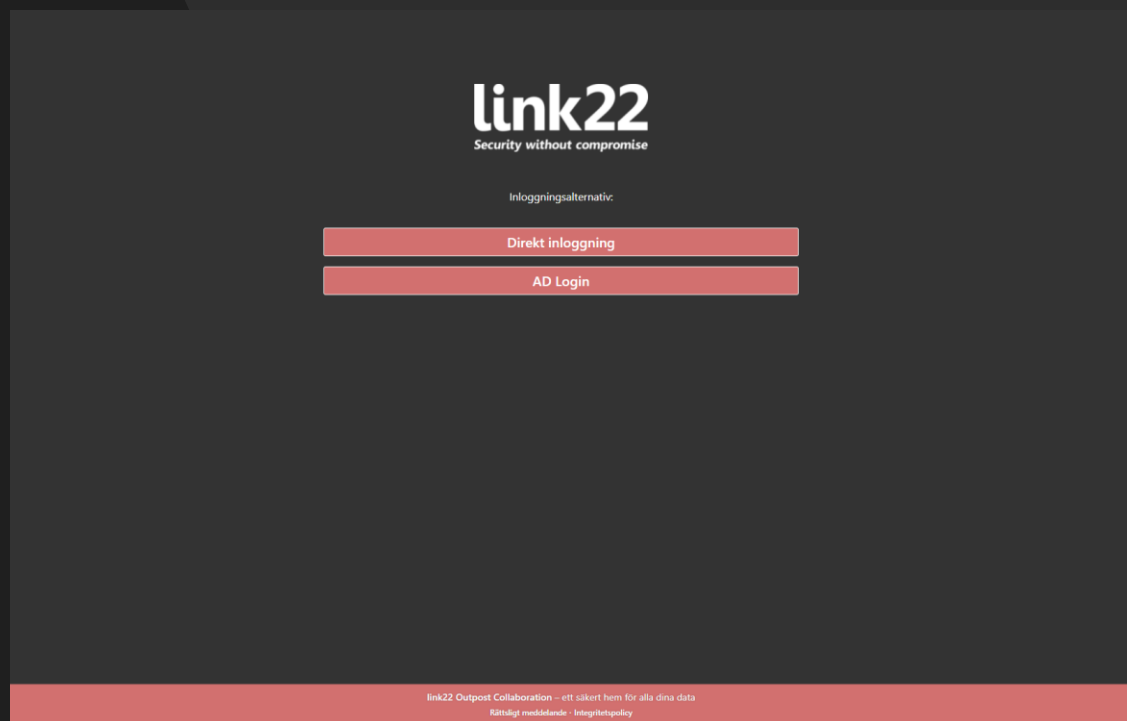 link22
Security without compromise
Inloggningsalternativ:
Direkt inloggning
AD Login
link22 Outpost Collaboration – ett säkert hem för alla dina data
Rättsligt meddelande · Integritetspolicy